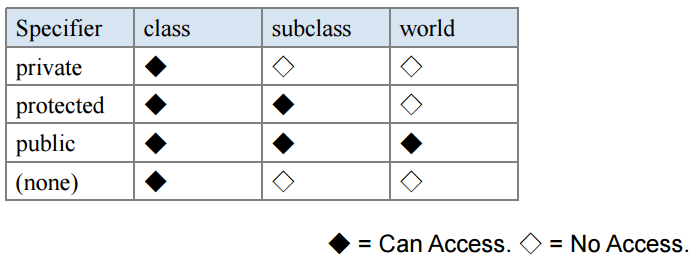 Specifier class subclass world
private ◆ ◇ ◇
protected ◆ ◆ ◇
public ◆ ◆ ◆
(none) ◆ ◇ ◇
◆ = Can Access. ◇ = No Access.